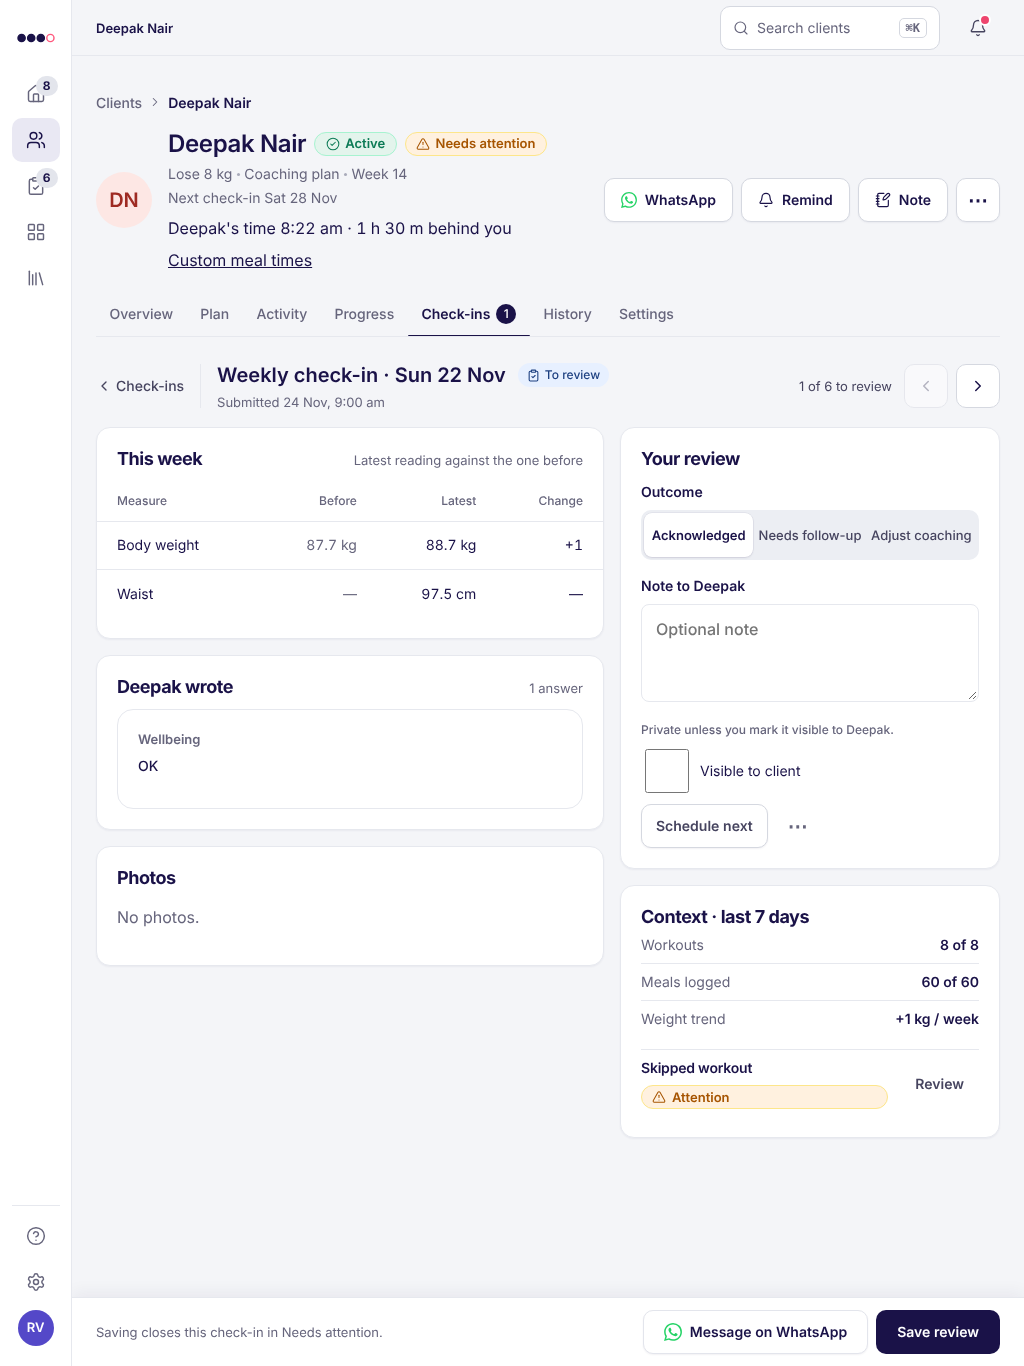 Deepak Nair
Search clients
⌘K
8
6
Clients
Deepak Nair
DN
Deepak Nair
Active
Needs attention
Lose 8 kg · Coaching plan · Week 14
Next check-in Sat 28 Nov
Deepak's time 8:22 am · 1 h 30 m behind you
Custom meal times
WhatsApp
Remind
Note
Overview
Plan
Activity
Progress
Check-ins 1
History
Settings
Check-ins
Weekly check-in · Sun 22 Nov
To review
Submitted 24 Nov, 9:00 am
1 of 6 to review
This week
Latest reading against the one before
Measure Before Latest Change
Body weight 87.7 kg 88.7 kg +1
Waist — 97.5 cm —
Deepak wrote
1 answer
Wellbeing
OK
Photos
No photos.
Your review
Outcome
Acknowledged
Needs follow-up
Adjust coaching
Note to Deepak
Optional note
Private unless you mark it visible to Deepak.
Visible to client
Schedule next
Context · last 7 days
Workouts 8 of 8
Meals logged 60 of 60
Weight trend +1 kg / week
Skipped workout
Attention
Review
RV
Saving closes this check-in in Needs attention.
Message on WhatsApp
Save review